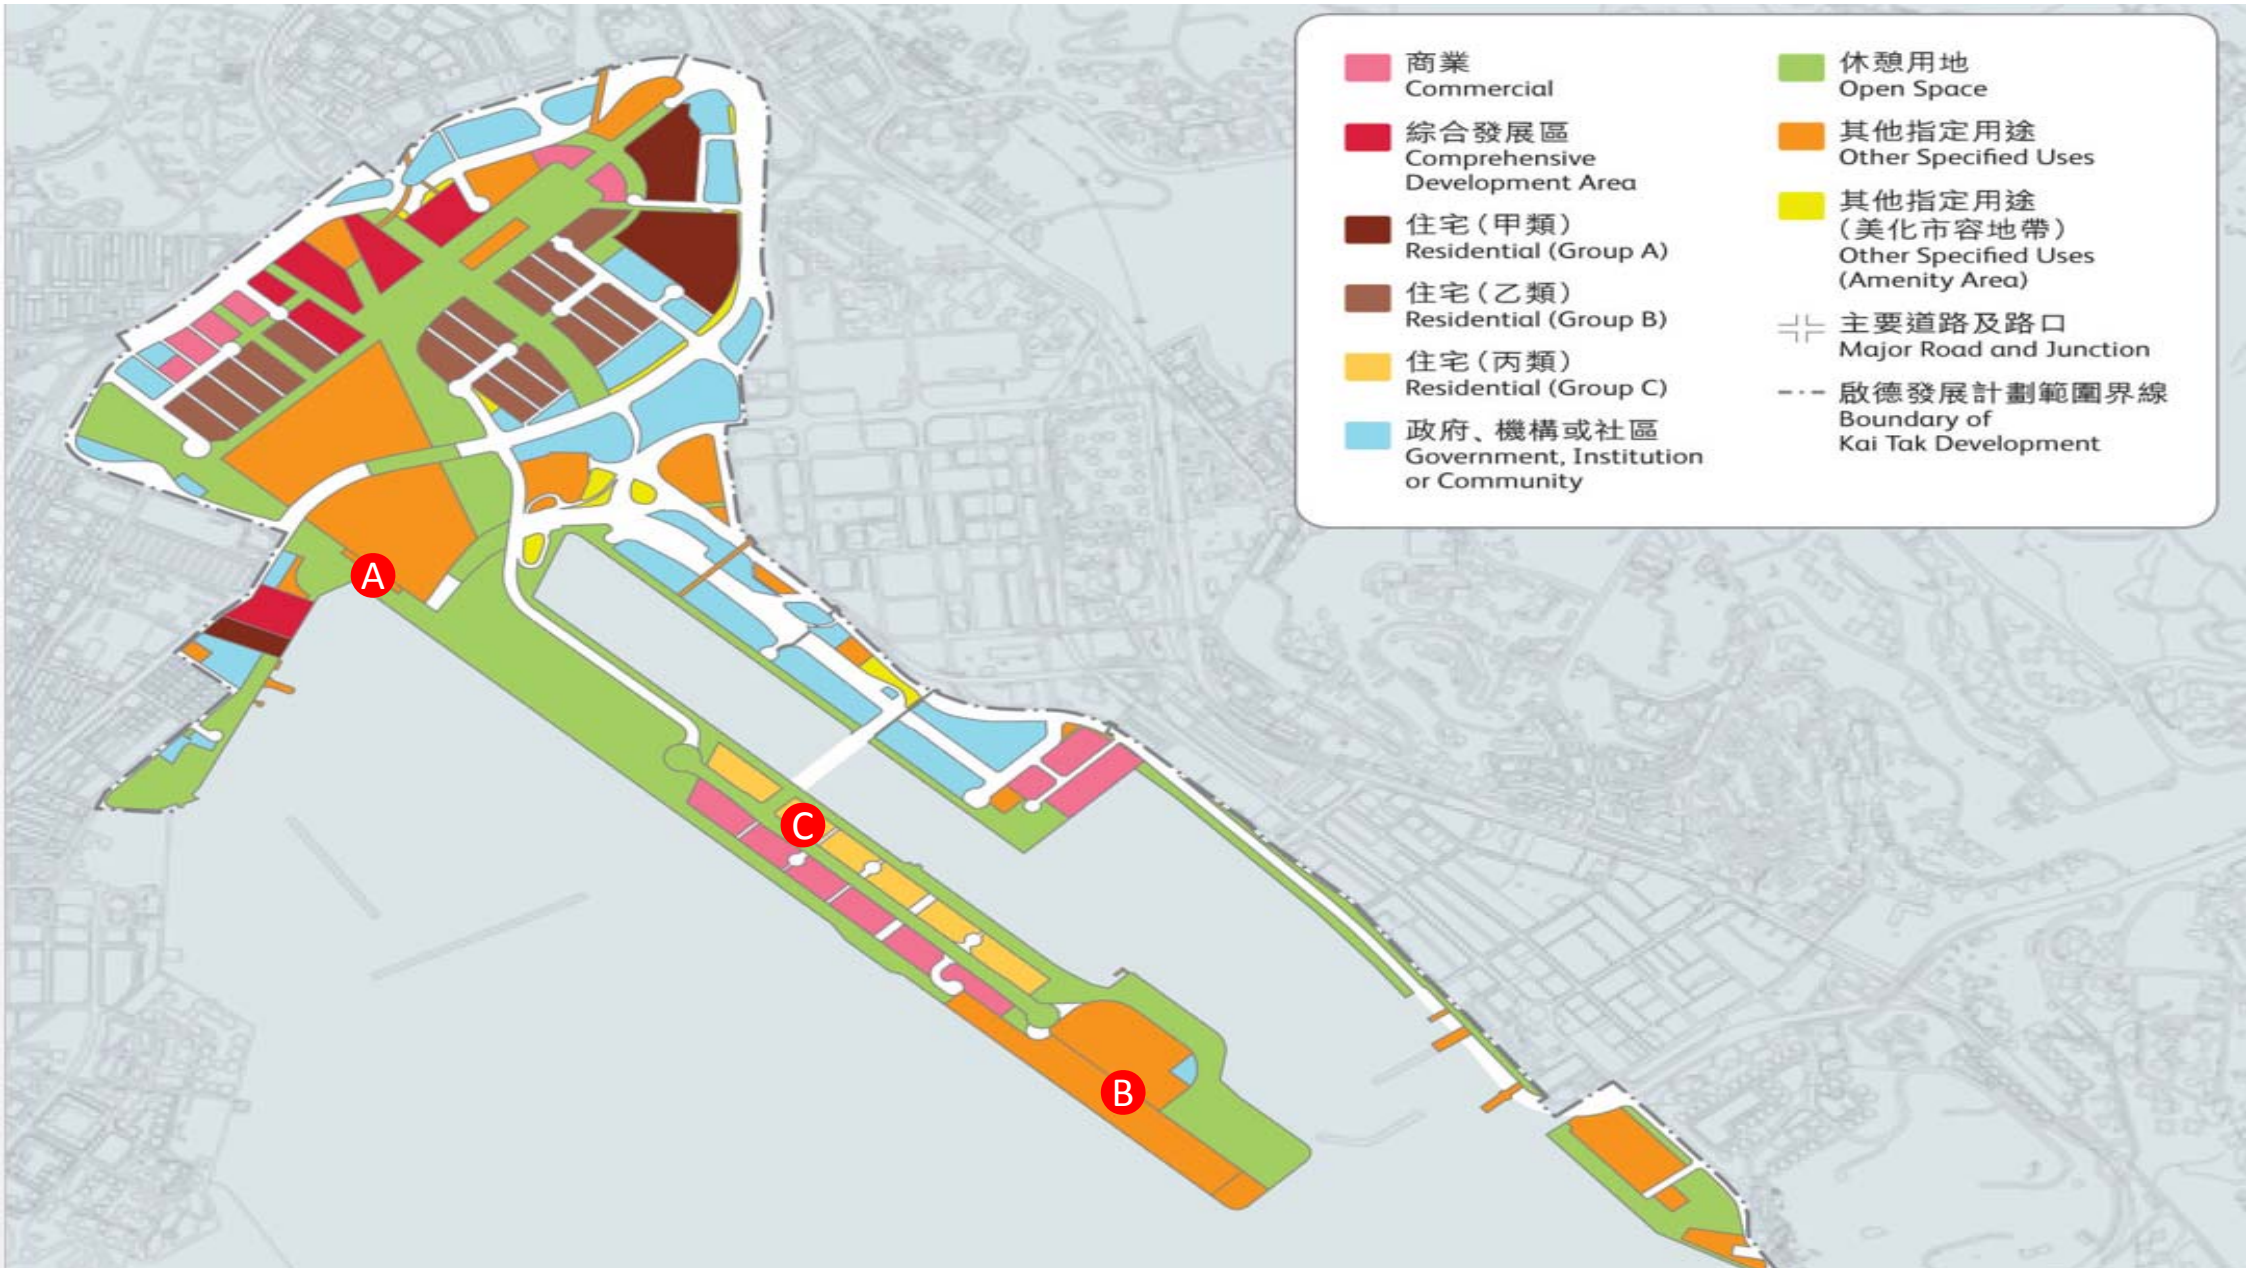 商業
Commercial
綜合發展區
Comprehensive
Development Area
住宅(甲類)
Residential (Group A)
住宅(乙類)
Residential (Group B)
住宅(丙類)
Residential (Group C)
政府、機構或社區
Government, Institution
or Community
休憩用地
Open Space
其他指定用途
Other Specified Uses
其他指定用途
(美化市容地帶)
Other Specified Uses
(Amenity Area)
主要道路及路口
Major Road and Junction
啟德發展計劃範圍界線
Boundary of
Kai Tak Development
A
C
B